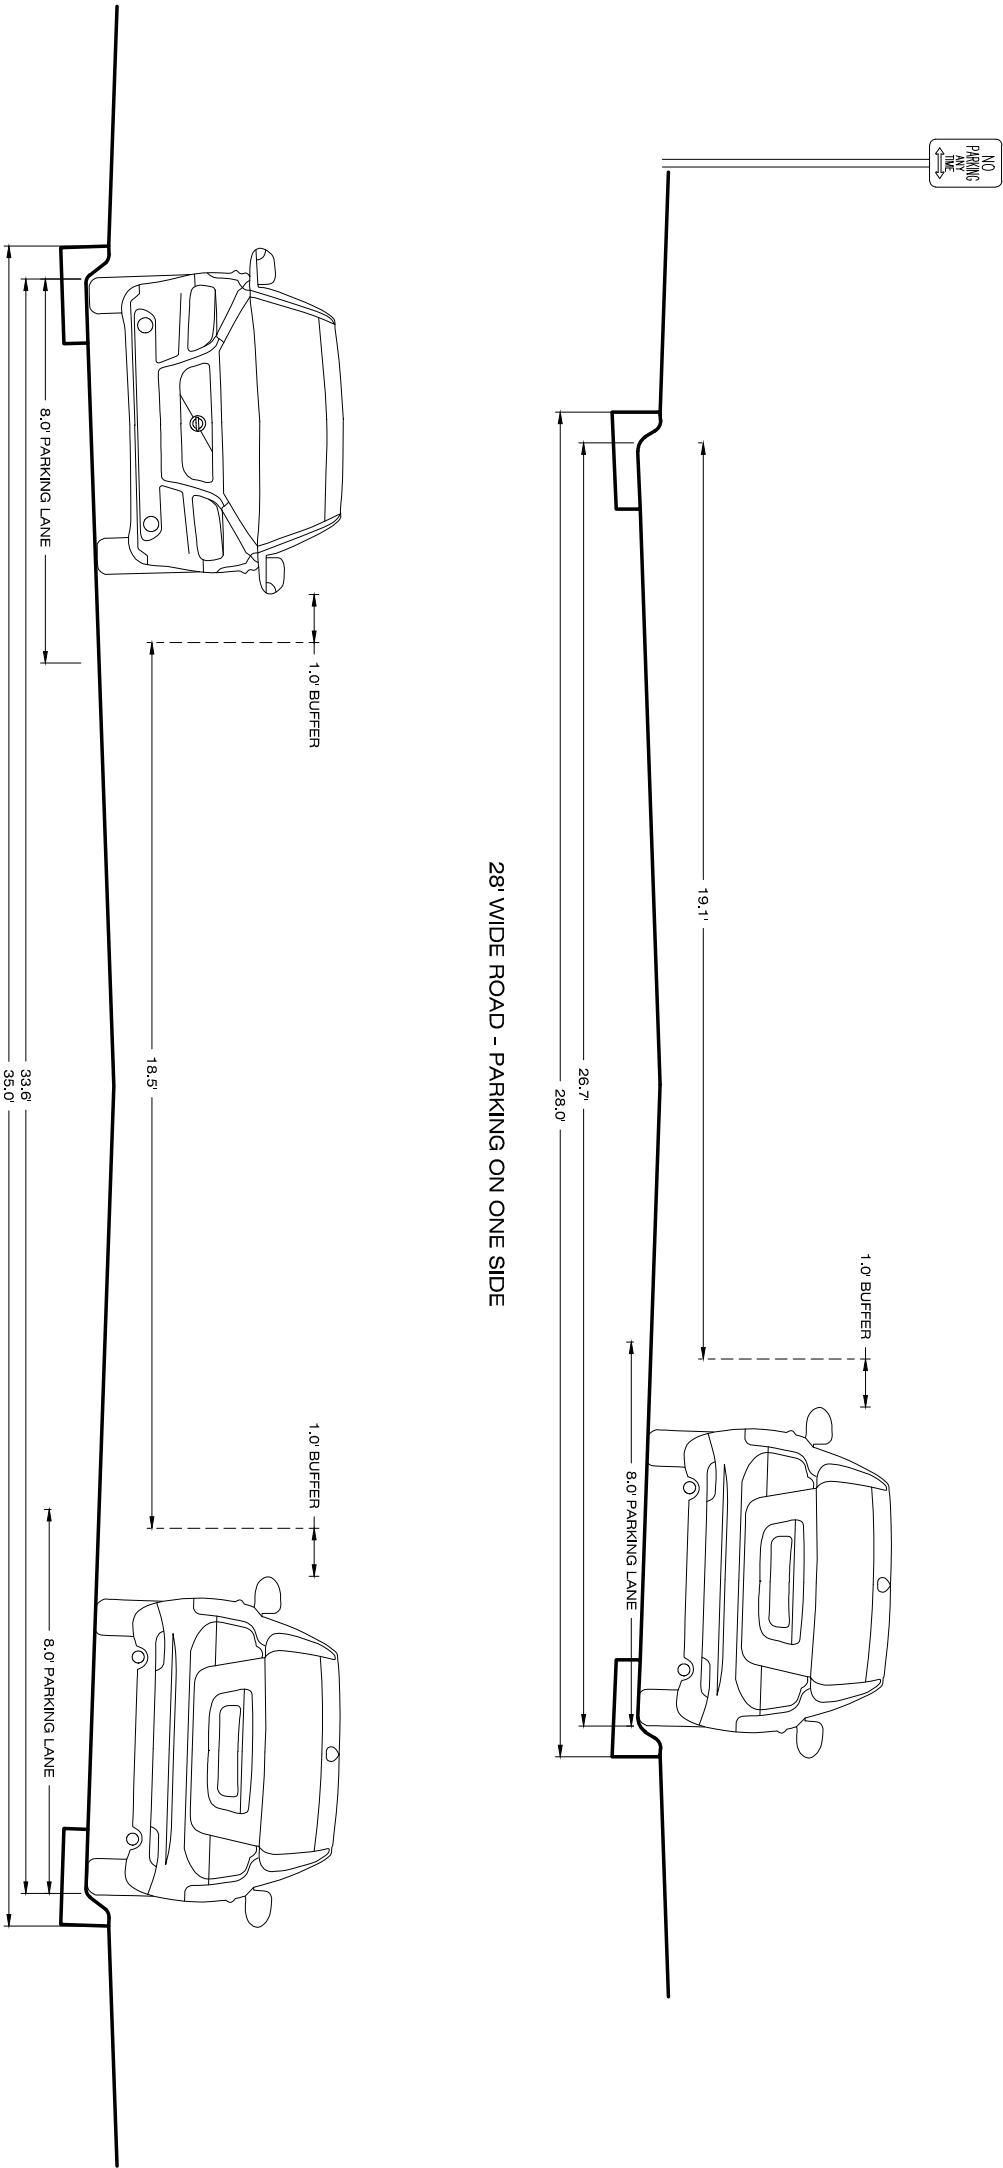 NO
PARKING
ANY
TIME
1.0' BUFFER
19.1'
8.0' PARKING LANE
26.7'
28.0'
28' WIDE ROAD - PARKING ON ONE SIDE
1.0' BUFFER
1.0' BUFFER
18.5'
8.0' PARKING LANE
8.0' PARKING LANE
33.6'
35.0'